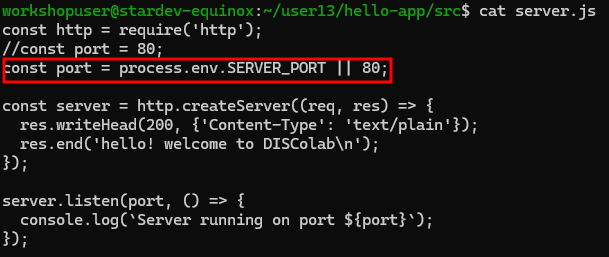 workshopuser@stardev-equinox:~/user13/hello-app/src$ cat server.js
const http = require('http');
//const port = 80;
const port = process.env.SERVER_PORT || 80;

const server = http.createServer((req, res) => {
  res.writeHead(200, {'Content-Type': 'text/plain'});
  res.end('hello! welcome to DISColab\n');
});

server.listen(port, () => {
  console.log(`Server running on port ${port}`);
});